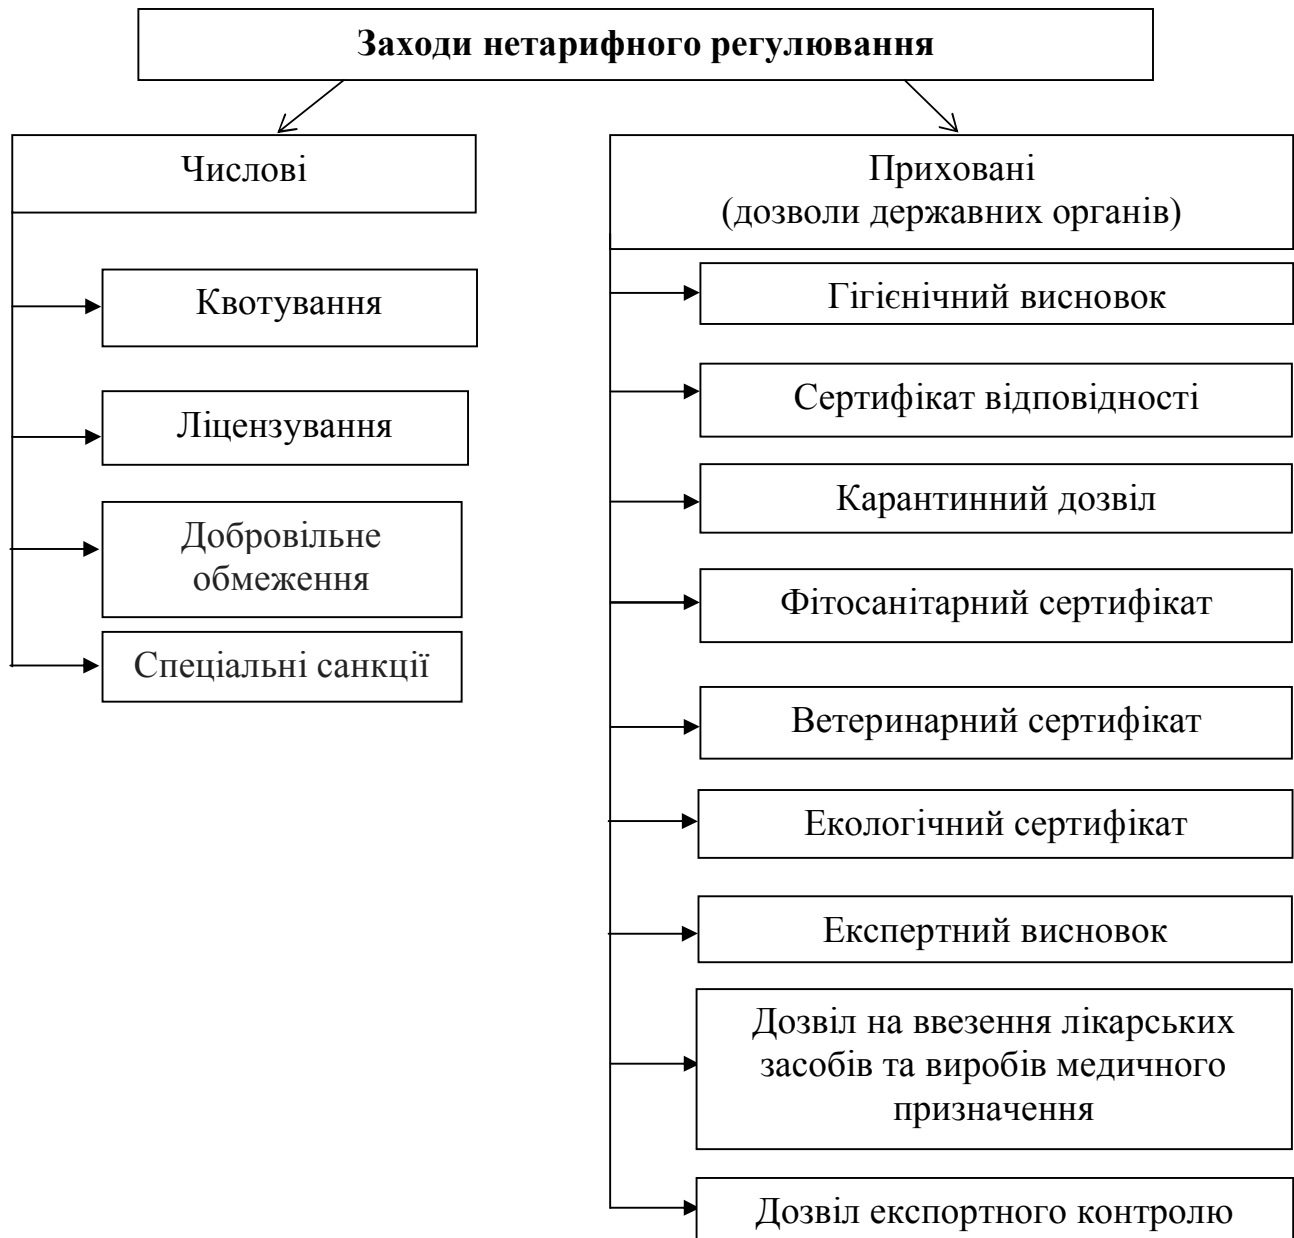 Заходи нетарифного регулювання
Числові
Квотування
Ліцензування
Добровільне
обмеження
Спеціальні санкції
Приховані
(дозволи державних органів)
Гігієнічний висновок
Сертифікат відповідності
Карантинний дозвіл
Фітосанітарний сертифікат
Ветеринарний сертифікат
Екологічний сертифікат
Експертний висновок
Дозвіл на ввезення лікарських
засобів та виробів медичного
призначення
Дозвіл експортного контролю